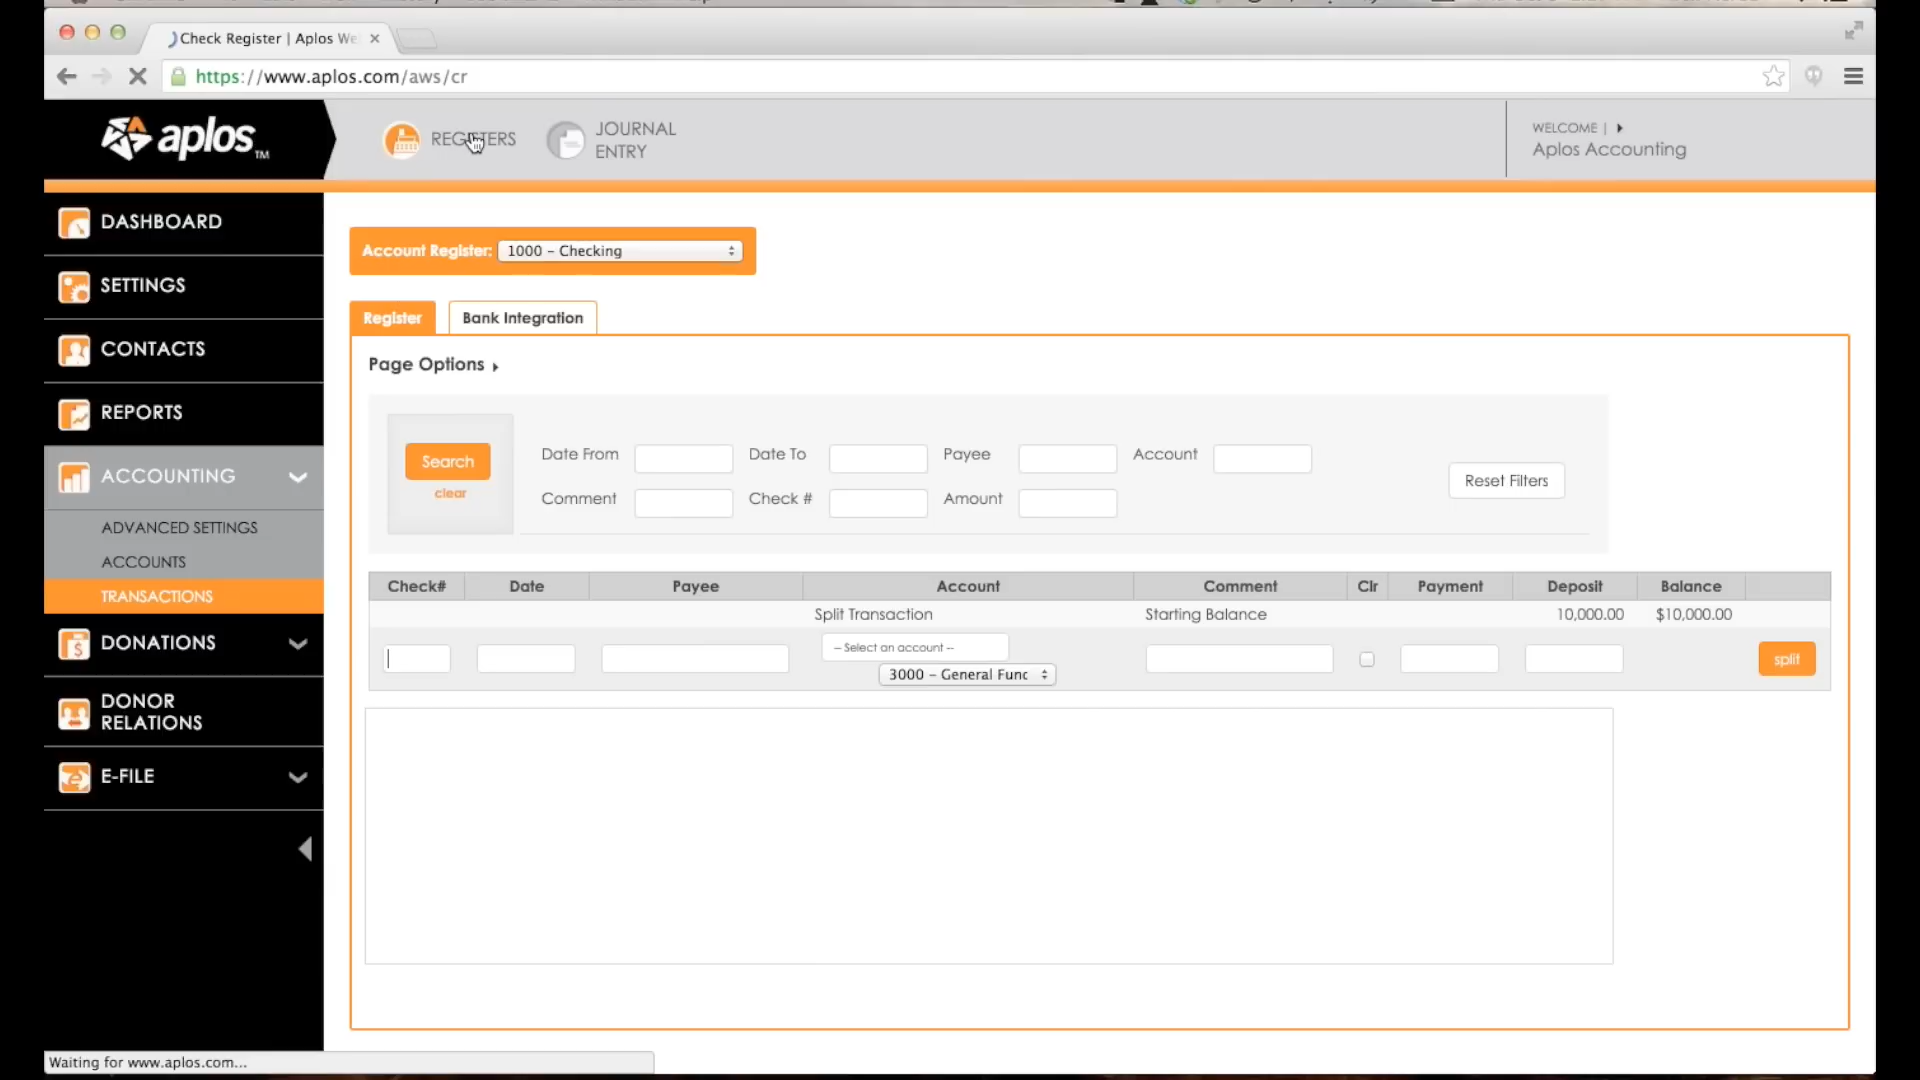 Check Register | Aplos We
https://www.aplos.com/aws/cr
aplos™
REGISTERS
JOURNAL
ENTRY
WELCOME |
Aplos Accounting
DASHBOARD
SETTINGS
CONTACTS
REPORTS
ACCOUNTING
ADVANCED SETTINGS
ACCOUNTS
TRANSACTIONS
DONATIONS
DONOR
RELATIONS
E-FILE
Account Register: 1000 – Checking
Register Bank Integration
Page Options
Search
clear
Date From Date To Payee Account
Comment Check # Amount
Reset Filters
Check# Date Payee Account Comment Clr Payment Deposit Balance
Split Transaction Starting Balance 10,000.00 $10,000.00
-- Select an account --
3000 – General Func
split
Waiting for www.aplos.com...